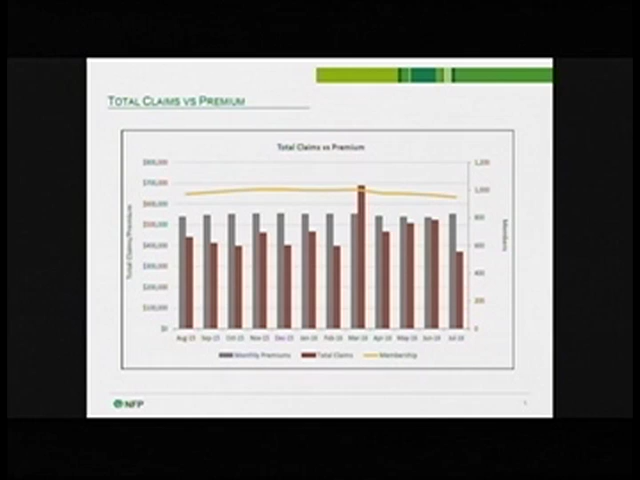 TOTAL CLAIMS VS PREMIUM
Total Claims vs Premium
$800,000
$700,000
$600,000
$500,000
$400,000
$300,000
$200,000
$100,000
$0
1,200
1,000
800
600
400
200
0
Total Claims/Premium
Members
Aug-15 Sep-15 Oct-15 Nov-15 Dec-15 Jan-16 Feb-16 Mar-16 Apr-16 May-16 Jun-16 Jul-16
Monthly Premiums Total Claims Membership
NFP